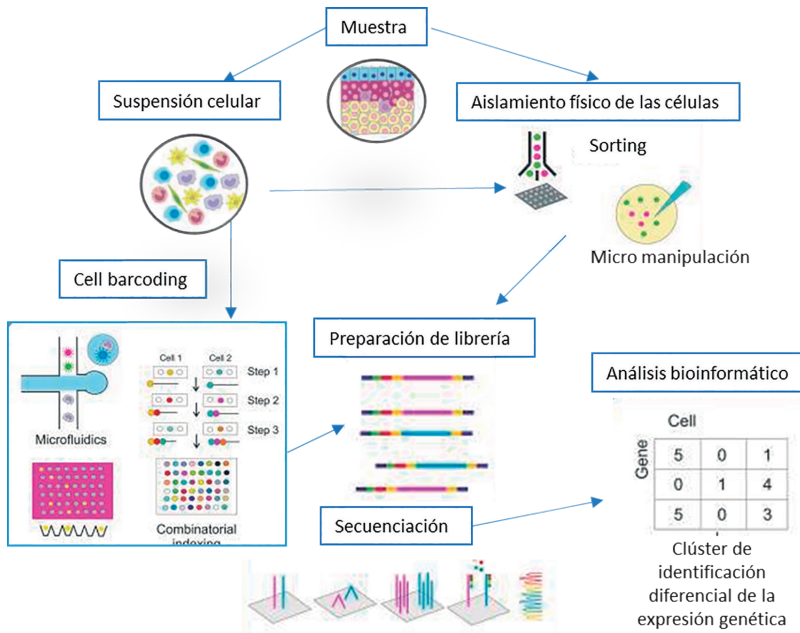 Muestra
Suspensión celular
Aislamiento físico de las células
Sorting
Micro manipulación
Cell barcoding
Preparación de librería
Cell 1
Cell 2
Step 1
Step 2
Step 3
Microfluidics
Combinatorial
indexing
Análisis bioinformático
Cell
Gene
5 0 1
0 1 4
5 0 3
Secuenciación
Clúster de
identificación
diferencial de la
expresión genética